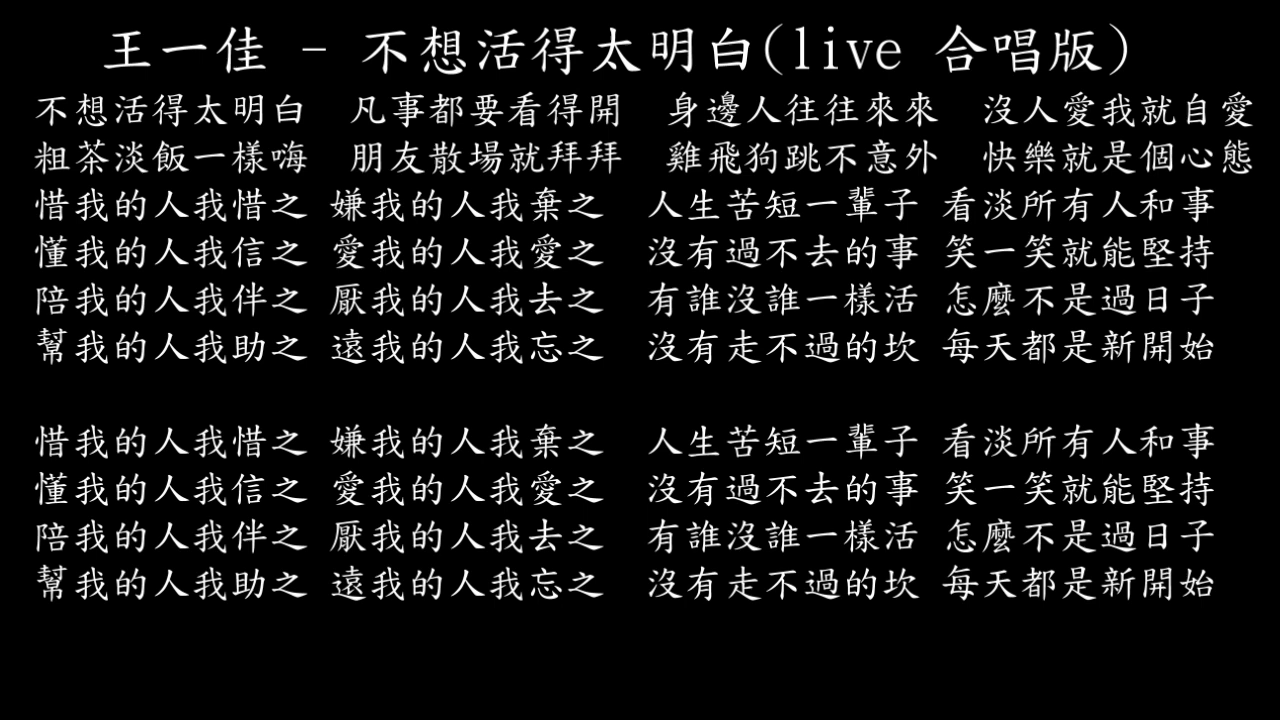 王一佳 - 不想活得太明白(live 合唱版)
不想活得太明白 凡事都要看得開 身邊人往往來來 沒人愛我就自愛
粗茶淡飯一樣嗨 朋友散場就拜拜 雞飛狗跳不意外 快樂就是個心態
惜我的人我惜之 嫌我的人我棄之 人生苦短一輩子 看淡所有人和事
懂我的人我信之 愛我的人我愛之 沒有過不去的事 笑一笑就能堅持
陪我的人我伴之 厭我的人我去之 有誰沒誰一樣活 怎麼不是過日子
幫我的人我助之 遠我的人我忘之 沒有走不過的坎 每天都是新開始
惜我的人我惜之 嫌我的人我棄之 人生苦短一輩子 看淡所有人和事
懂我的人我信之 愛我的人我愛之 沒有過不去的事 笑一笑就能堅持
陪我的人我伴之 厭我的人我去之 有誰沒誰一樣活 怎麼不是過日子
幫我的人我助之 遠我的人我忘之 沒有走不過的坎 每天都是新開始